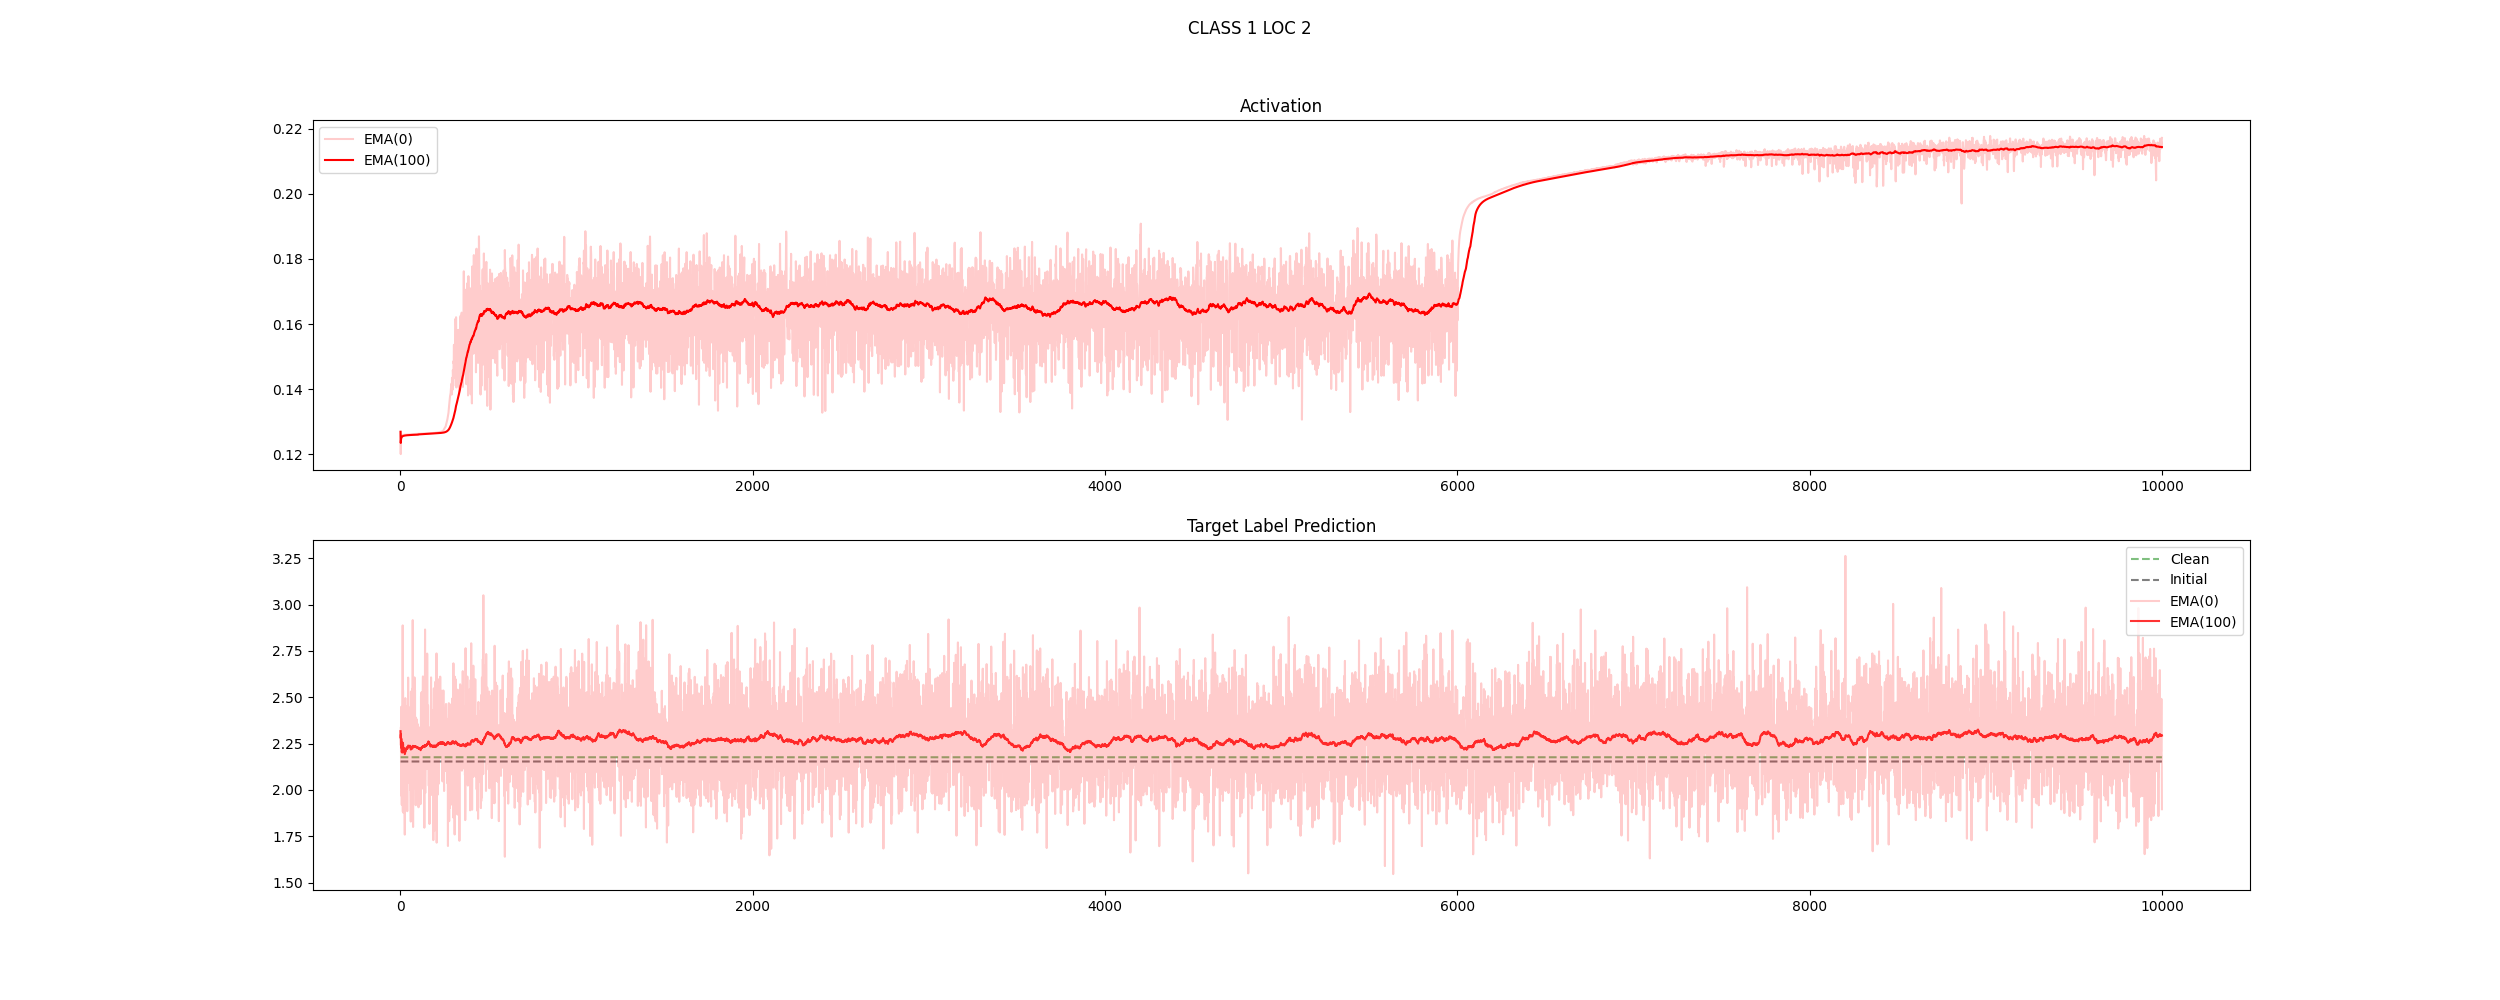 CLASS 1 LOC 2
Activation
EMA(0)
EMA(100)
0.22
0.20
0.18
0.16
0.14
0.12
0 2000 4000 6000 8000 10000
Target Label Prediction
Clean
Initial
EMA(0)
EMA(100)
3.25
3.00
2.75
2.50
2.25
2.00
1.75
1.50
0 2000 4000 6000 8000 10000